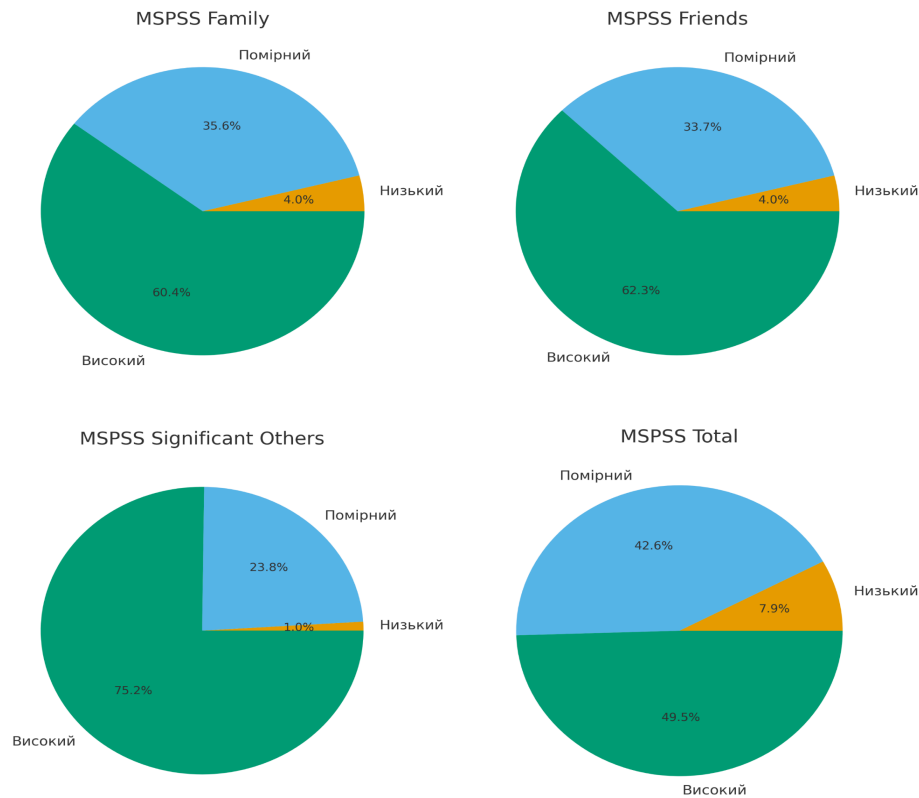 MSPSS Family
Помірний
35.6%
Низький
4.0%
60.4%
Високий
MSPSS Friends
Помірний
33.7%
Низький
4.0%
62.3%
Високий
MSPSS Significant Others
Помірний
23.8%
Низький
1.0%
75.2%
Високий
MSPSS Total
Помірний
42.6%
Низький
7.9%
49.5%
Високий